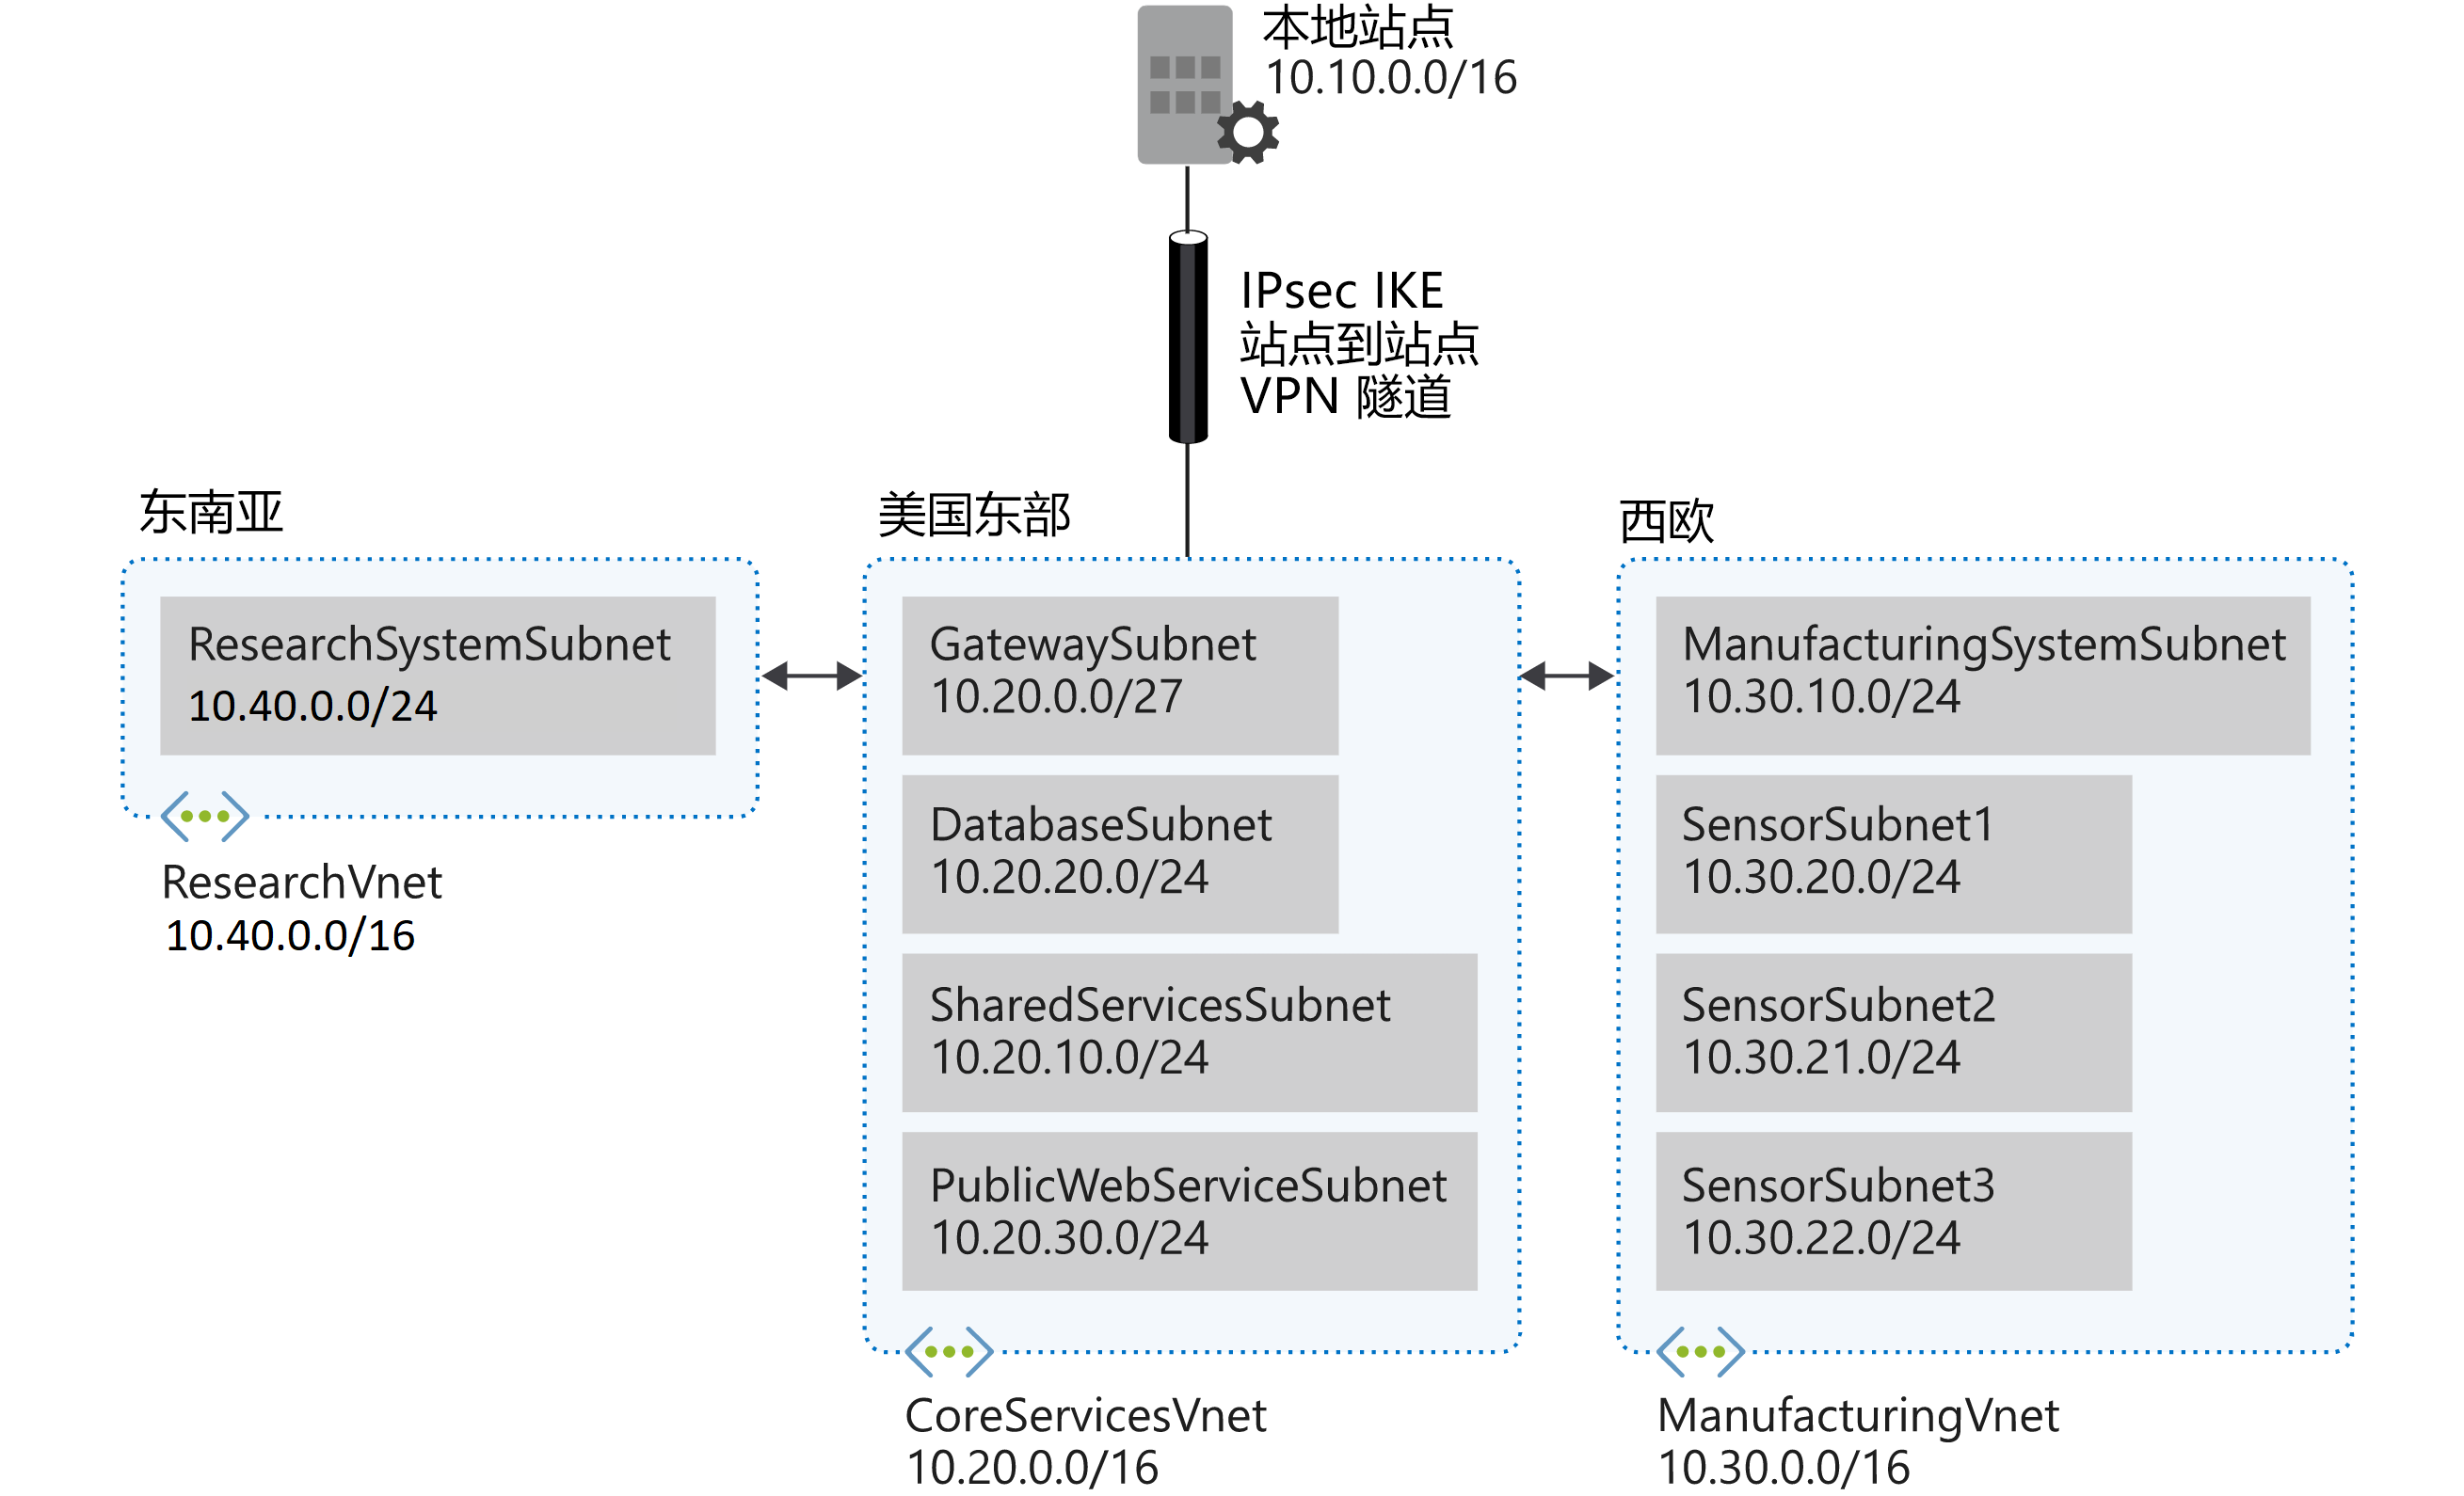 本地站点
10.10.0.0/16
IPsec IKE
站点到站点
VPN 隧道
东南亚
ResearchSystemSubnet
10.40.0.0/24
ResearchVnet
10.40.0.0/16
美国东部
GatewaySubnet
10.20.0.0/27
DatabaseSubnet
10.20.20.0/24
SharedServicesSubnet
10.20.10.0/24
PublicWebServiceSubnet
10.20.30.0/24
CoreServicesVnet
10.20.0.0/16
西欧
ManufacturingSystemSubnet
10.30.10.0/24
SensorSubnet1
10.30.20.0/24
SensorSubnet2
10.30.21.0/24
SensorSubnet3
10.30.22.0/24
ManufacturingVnet
10.30.0.0/16